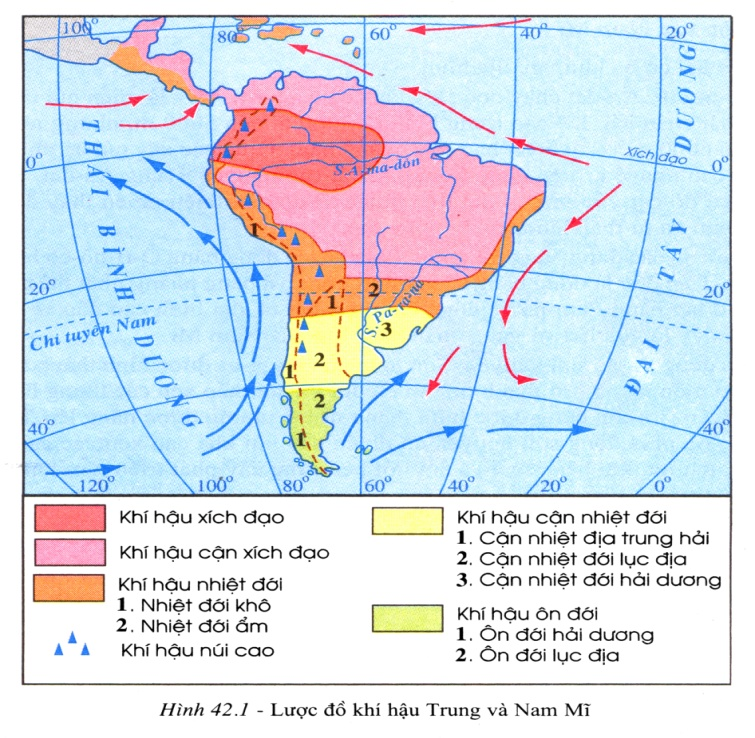 100° 80° 60° 40° 20°
THÁI BÌNH DƯƠNG
ĐẠI TÂY DƯƠNG
Xích đạo
0° 0°
S.A-ma-dôn
1
1 2
S.Pa-ra-na
20° 20°
Chí tuyến Nam
3
2
1
2
1
40° 40°
120° 100° 80° 60° 40° 20° 0°
Khí hậu xích đạo
Khí hậu cận xích đạo
Khí hậu nhiệt đới
1. Nhiệt đới khô
2. Nhiệt đới ẩm
Khí hậu núi cao
Khí hậu cận nhiệt đới
1. Cận nhiệt địa trung hải
2. Cận nhiệt đới lục địa
3. Cận nhiệt đới hải dương
Khí hậu ôn đới
1. Ôn đới hải dương
2. Ôn đới lục địa
Hình 42.1 - Lược đồ khí hậu Trung và Nam Mĩ